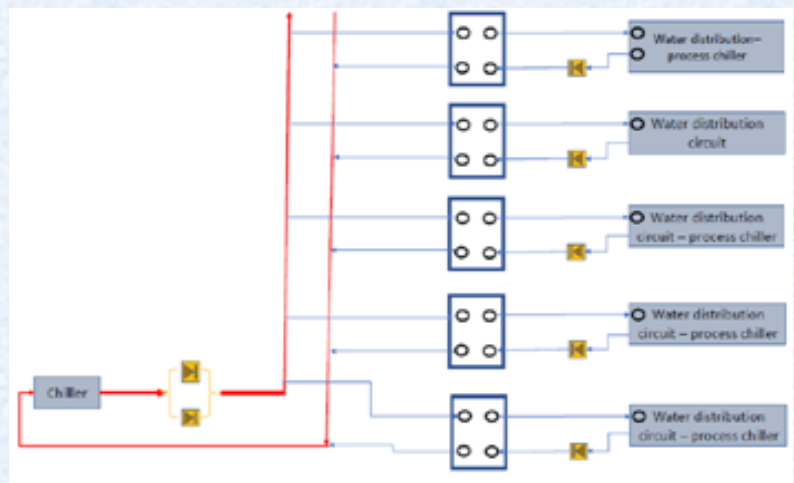 Water distribution–
process chiller
Water distribution
circuit
Water distribution
circuit – process chiller
Water distribution
circuit – process chiller
Chiller
Water distribution
circuit – process chiller